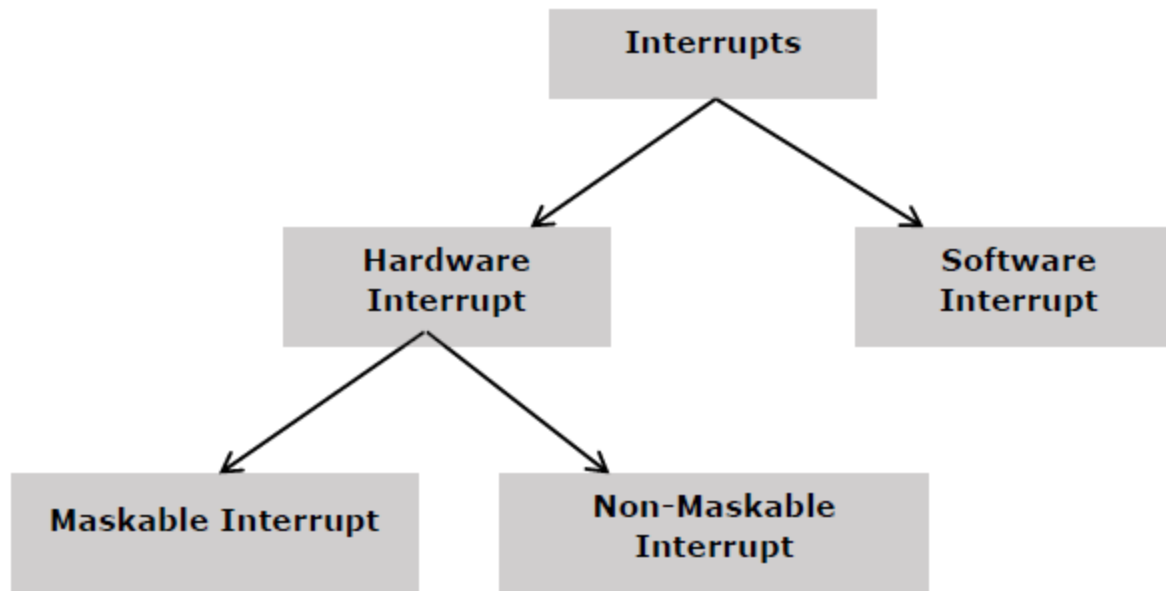 Interrupts
Hardware
Interrupt
Software
Interrupt
Maskable Interrupt
Non-Maskable
Interrupt